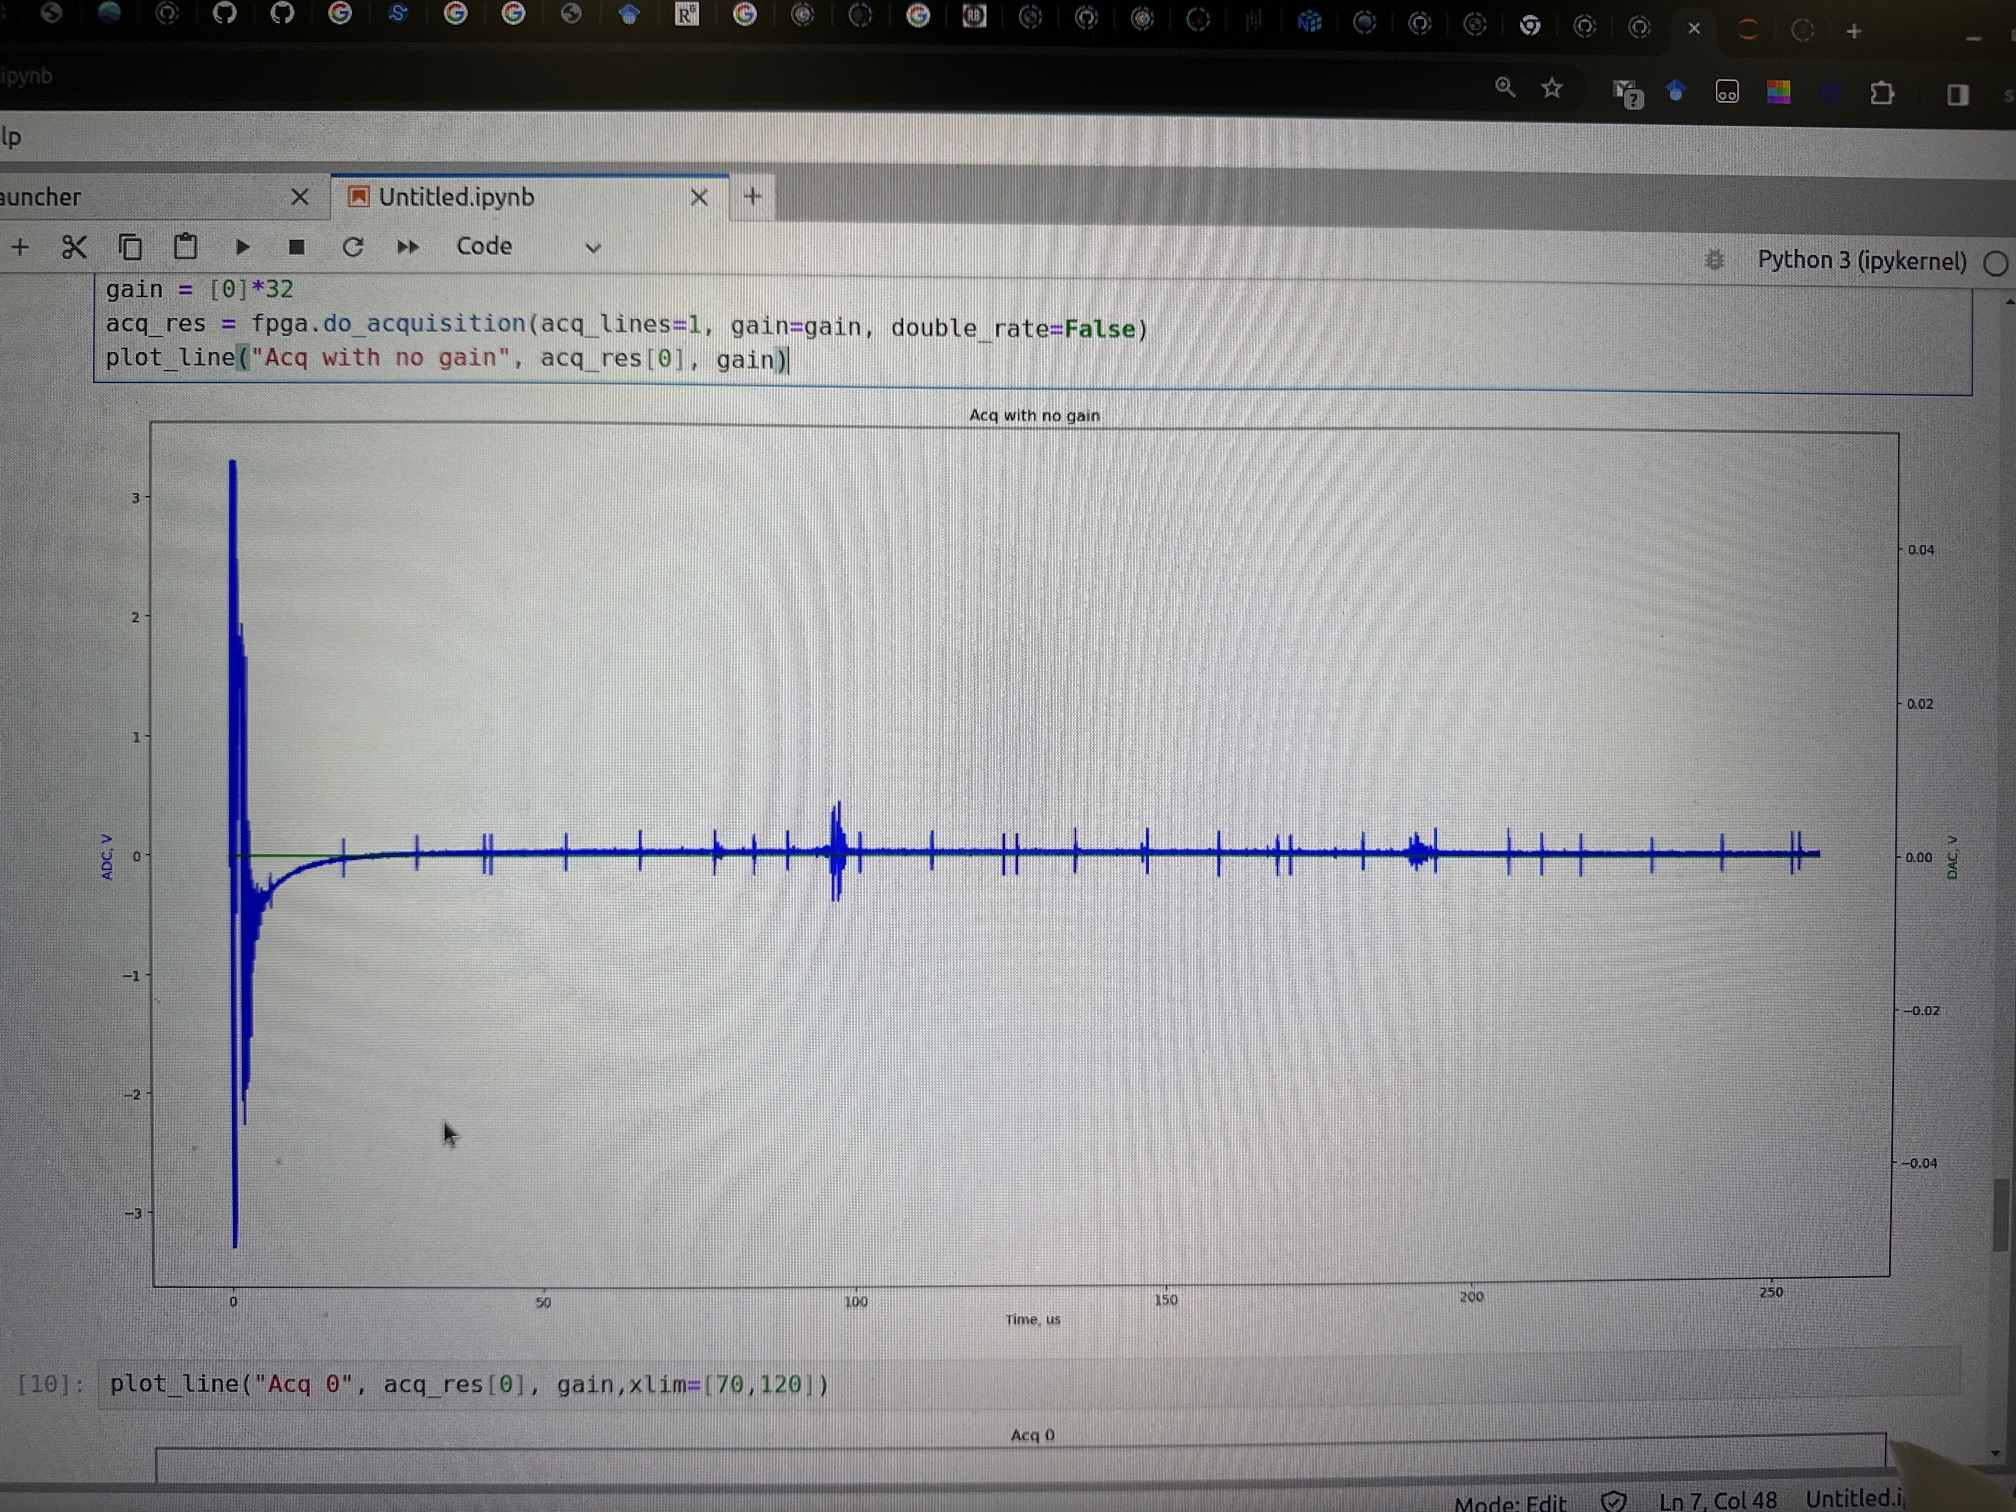 ipynb
lp
auncher
Untitled.ipynb
Code
Python 3 (ipykernel)
gain = [0]*32
acq_res = fpga.do_acquisition(acq_lines=1, gain=gain, double_rate=False)
plot_line("Acq with no gain", acq_res[0], gain)
Acq with no gain
3
2
1
0
−1
−2
−3
ADC, V
0.04
0.02
0.00
−0.02
−0.04
DAC, V
0
50
100
150
200
250
Time, us
[10]:
plot_line("Acq 0", acq_res[0], gain,xlim=[70,120])
Acq 0
Mode: Edit
Ln 7, Col 48
Untitled.i